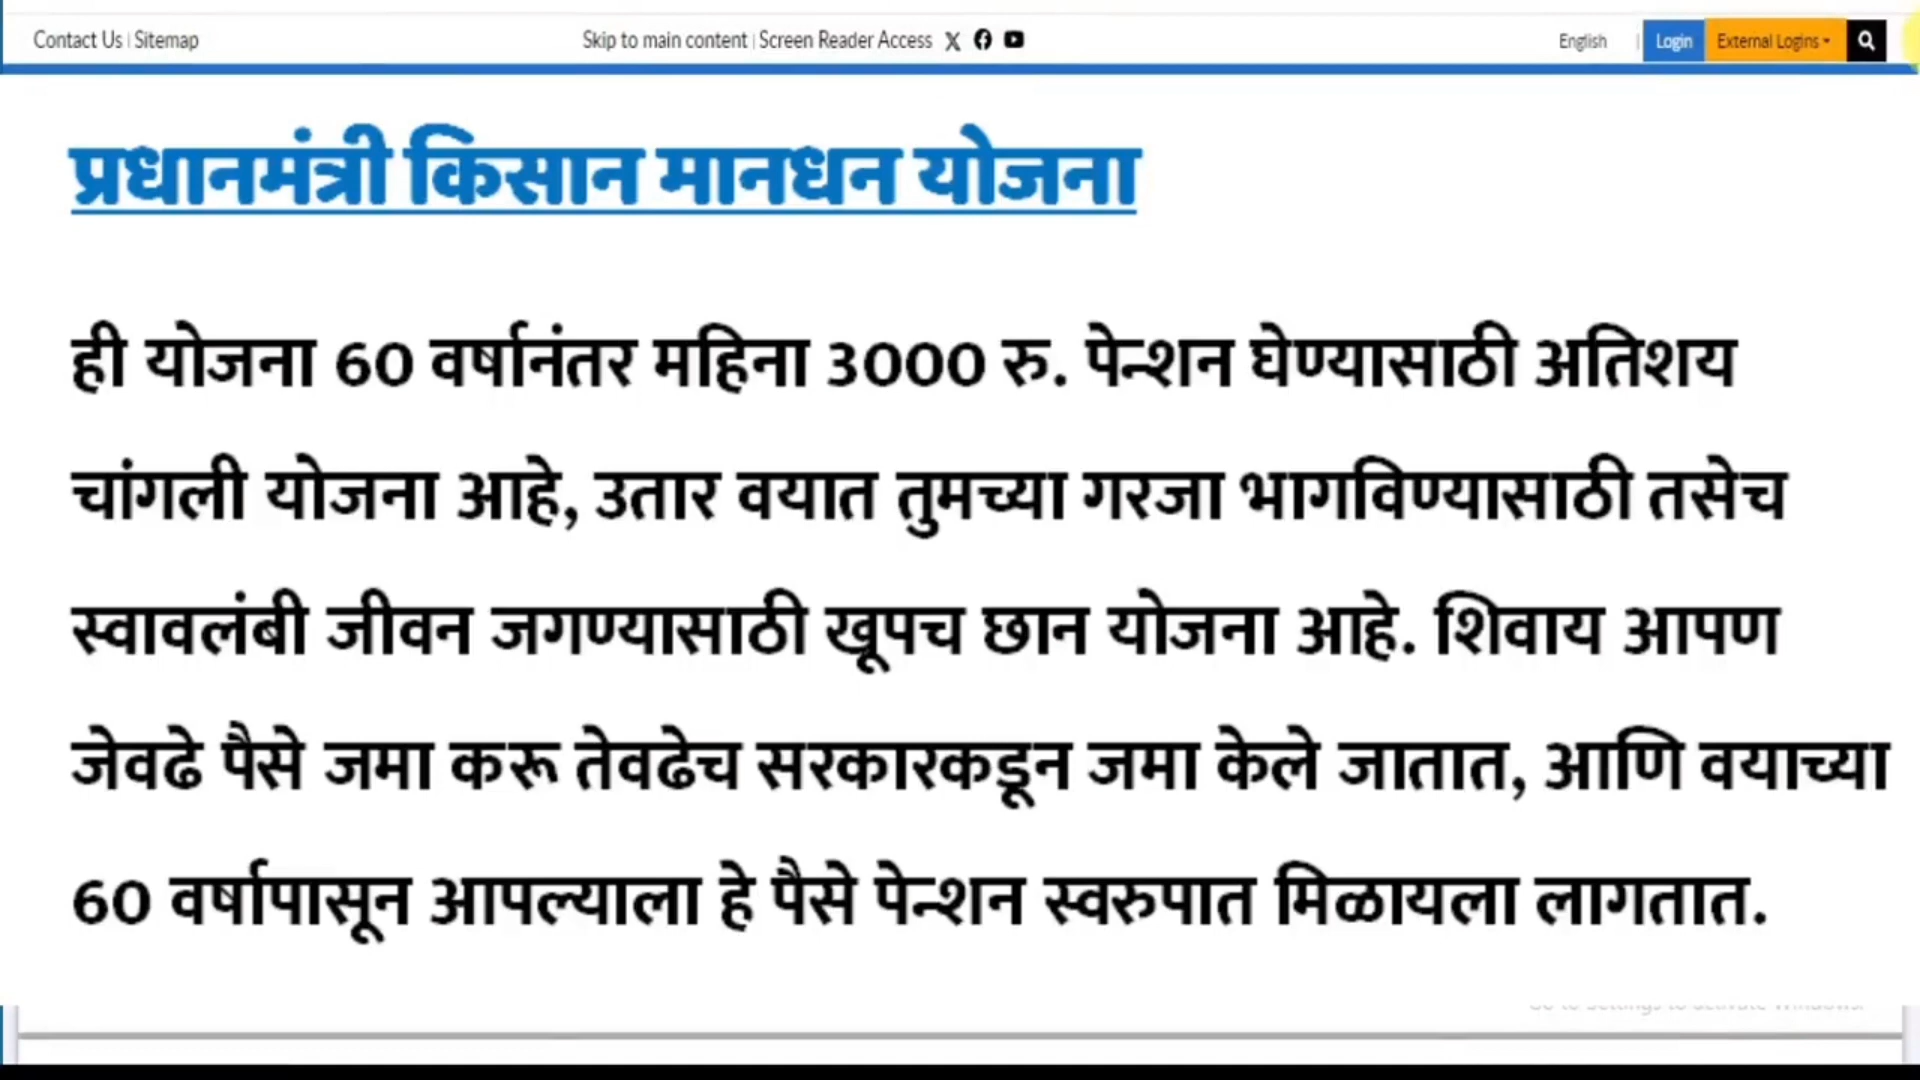 Contact Us | Sitemap
Skip to main content | Screen Reader Access
English | Login External Logins
प्रधानमंत्री किसान मानधन योजना
ही योजना 60 वर्षानंतर महिना 3000 रु. पेन्शन घेण्यासाठी अतिशय
चांगली योजना आहे, उतार वयात तुमच्या गरजा भागविण्यासाठी तसेच
स्वावलंबी जीवन जगण्यासाठी खूपच छान योजना आहे. शिवाय आपण
जेवढे पैसे जमा करू तेवढेच सरकारकडून जमा केले जातात, आणि वयाच्या
60 वर्षापासून आपल्याला हे पैसे पेन्शन स्वरुपात मिळायला लागतात.